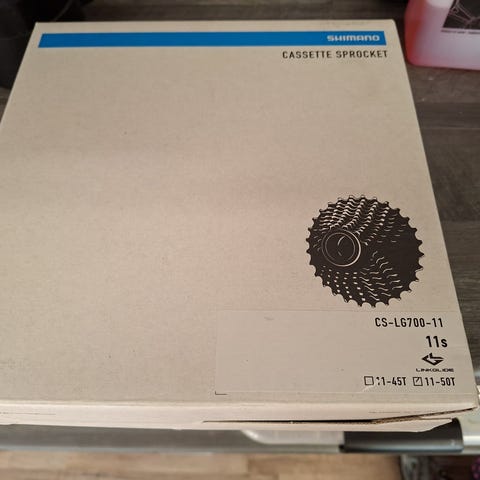 SHIMANO
CASSETTE SPROCKET
CS-LG700-11
11s
LINKGLIDE
11-45T 11-50T